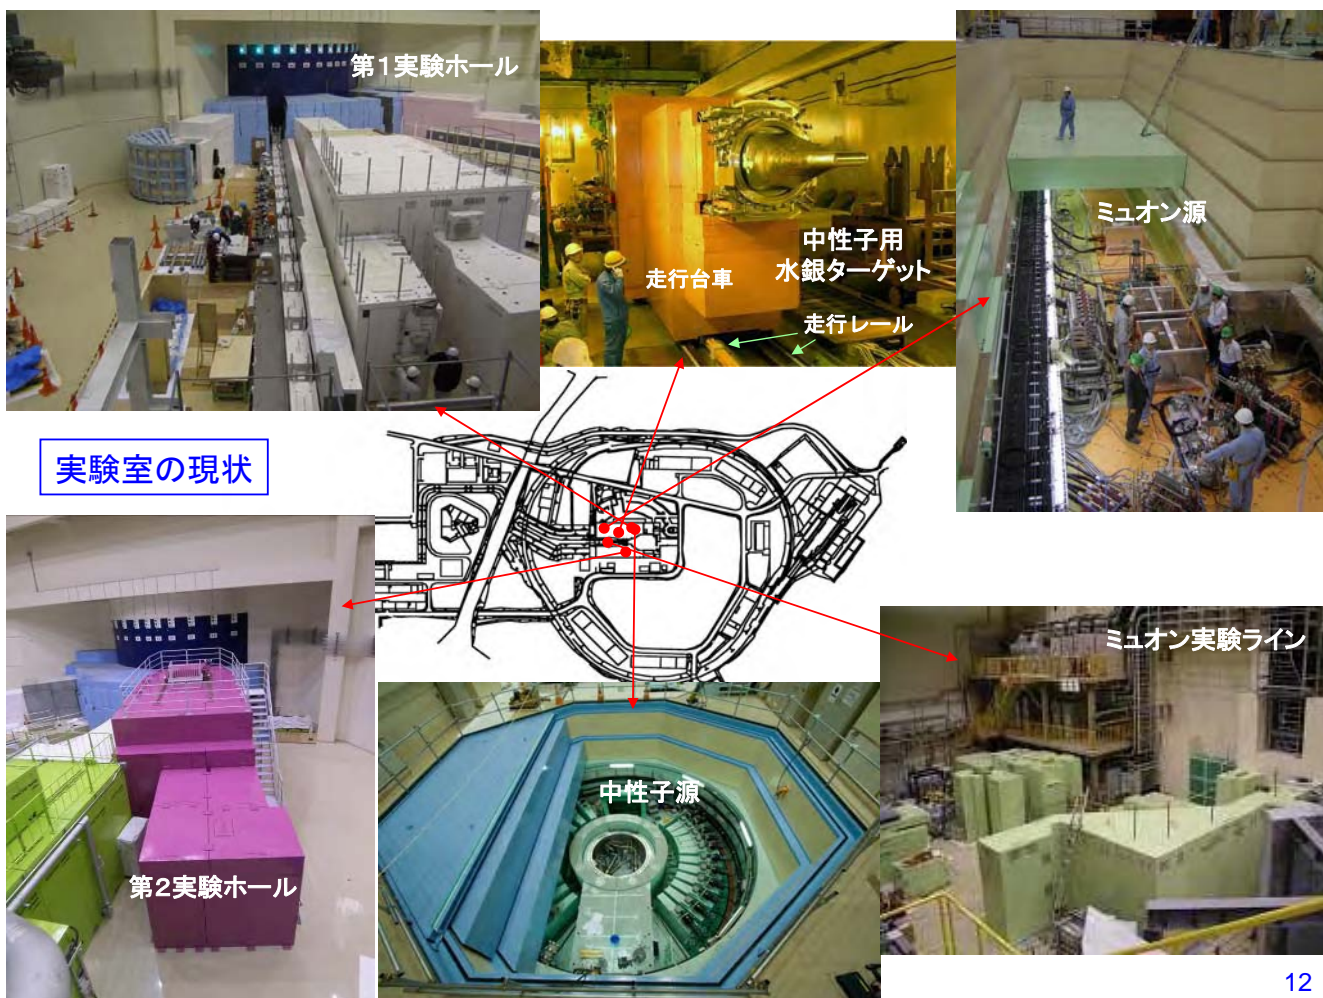 第1実験ホール
中性子用
水銀ターゲット
走行台車
走行レール
ミュオン源
実験室の現状
ミュオン実験ライン
中性子源
第2実験ホール
12